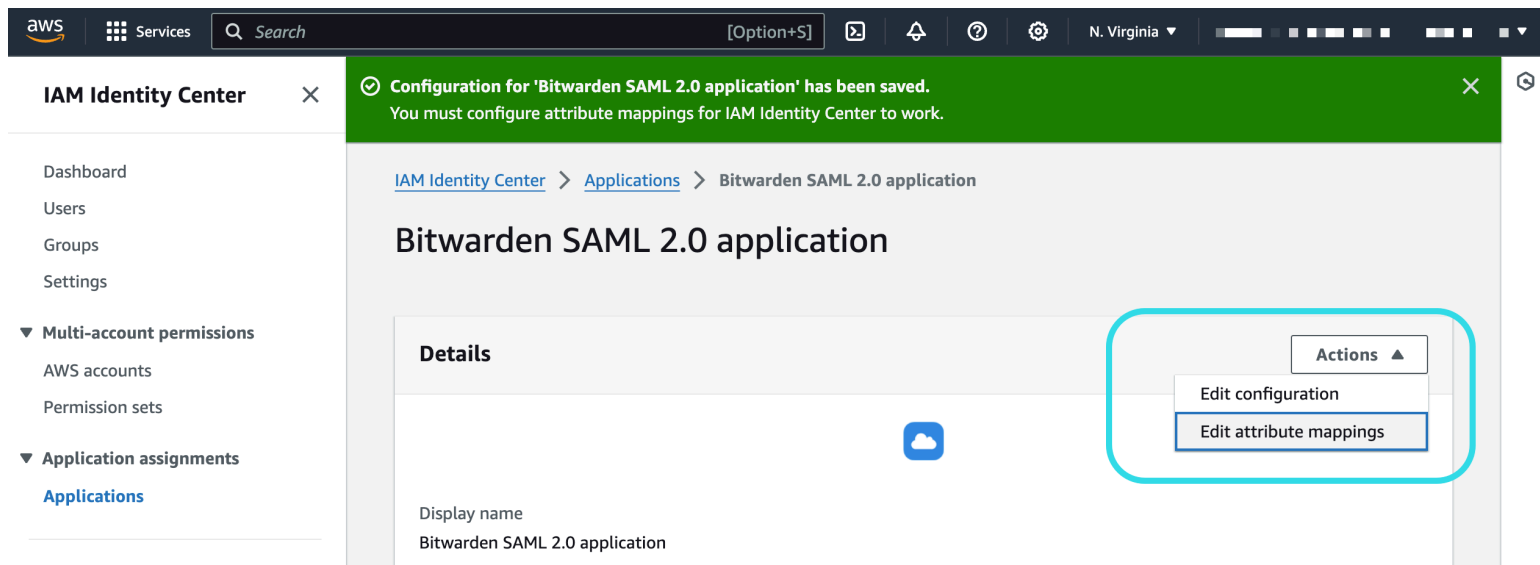 aws Services Search [Option+S] N. Virginia
IAM Identity Center
Dashboard
Users
Groups
Settings
Multi-account permissions
AWS accounts
Permission sets
Application assignments
Applications
Configuration for 'Bitwarden SAML 2.0 application' has been saved.
You must configure attribute mappings for IAM Identity Center to work.
IAM Identity Center > Applications > Bitwarden SAML 2.0 application
Bitwarden SAML 2.0 application
Details
Actions
Edit configuration
Edit attribute mappings
Display name
Bitwarden SAML 2.0 application